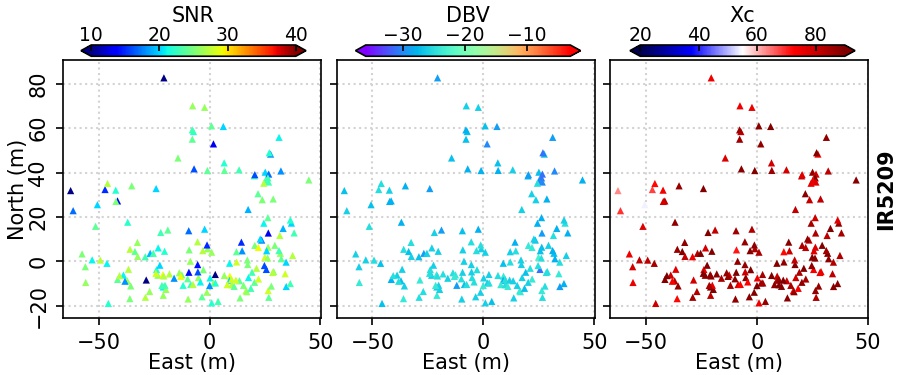 SNR DBV Xc
10 20 30 40 −30 −20 −10 20 40 60 80
North (m)
80
60
40
20
0
−20
−50 0 50 −50 0 50 −50 0 50
East (m) East (m) East (m)
IR5209